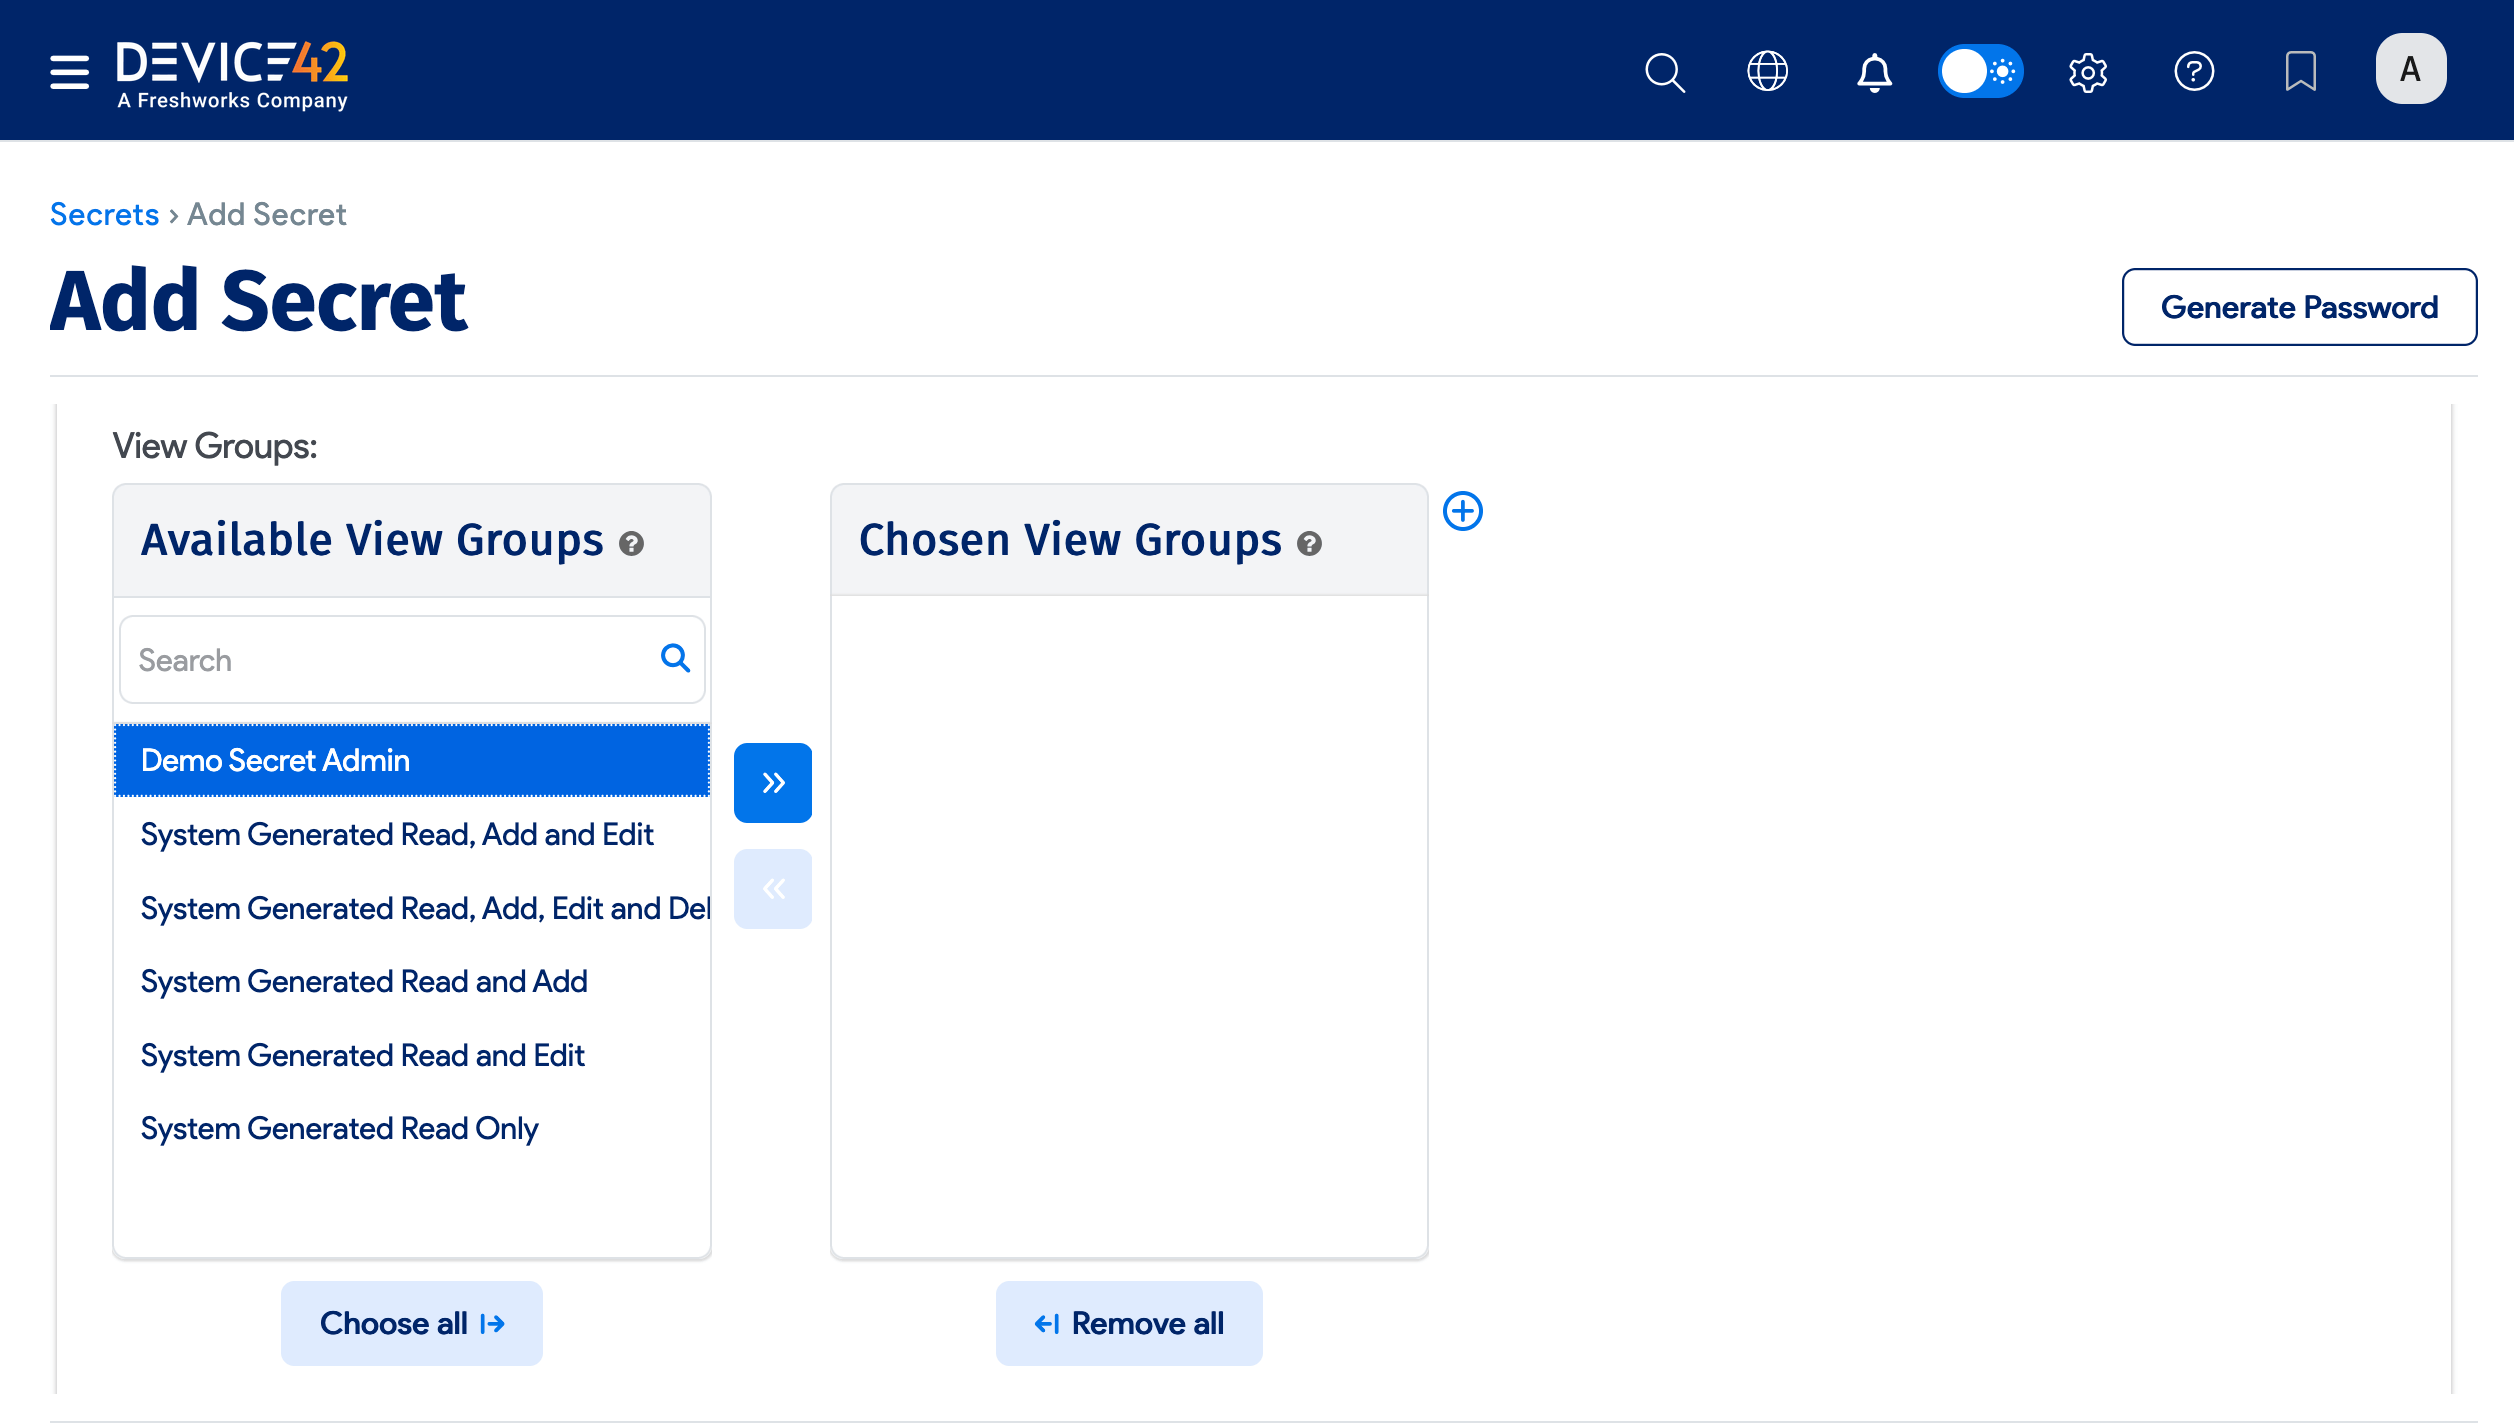 DEVICE42
A Freshworks Company
A
Secrets › Add Secret
Add Secret
Generate Password
View Groups:
Available View Groups
Chosen View Groups
Search
Demo Secret Admin
System Generated Read, Add and Edit
System Generated Read, Add, Edit and Del
System Generated Read and Add
System Generated Read and Edit
System Generated Read Only
Choose all
Remove all